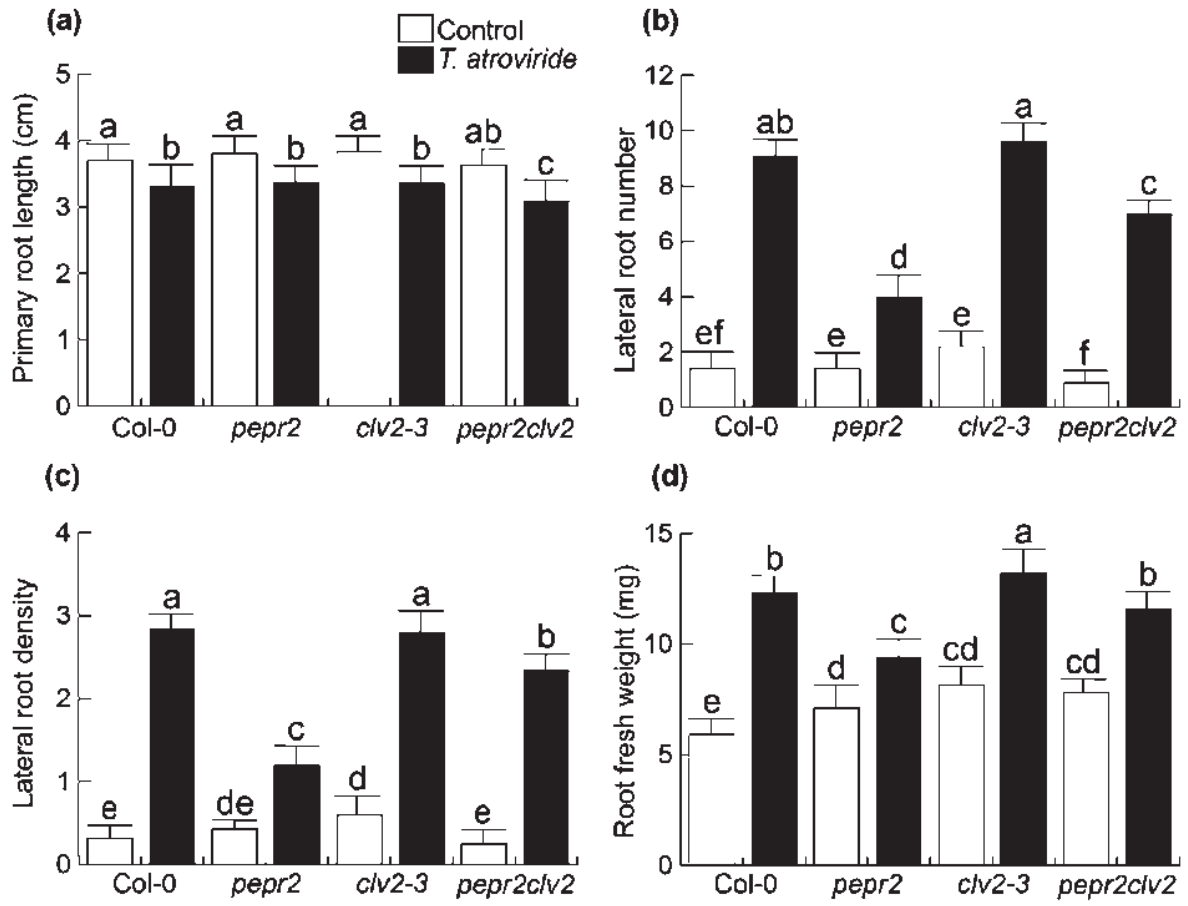 (a)
Control
T. atroviride
Primary root length (cm)
5
4
3
2
1
0
a
b
a
b
a
b
ab
c
Col-0
pepr2
clv2-3
pepr2clv2
(b)
Lateral root number
12
10
8
6
4
2
0
ef
ab
e
d
e
a
f
c
Col-0
pepr2
clv2-3
pepr2clv2
(c)
Lateral root density
4
3
2
1
0
e
a
de
c
d
a
e
b
Col-0
pepr2
clv2-3
pepr2clv2
(d)
Root fresh weight (mg)
15
10
5
0
e
b
d
c
cd
a
cd
b
Col-0
pepr2
clv2-3
pepr2clv2